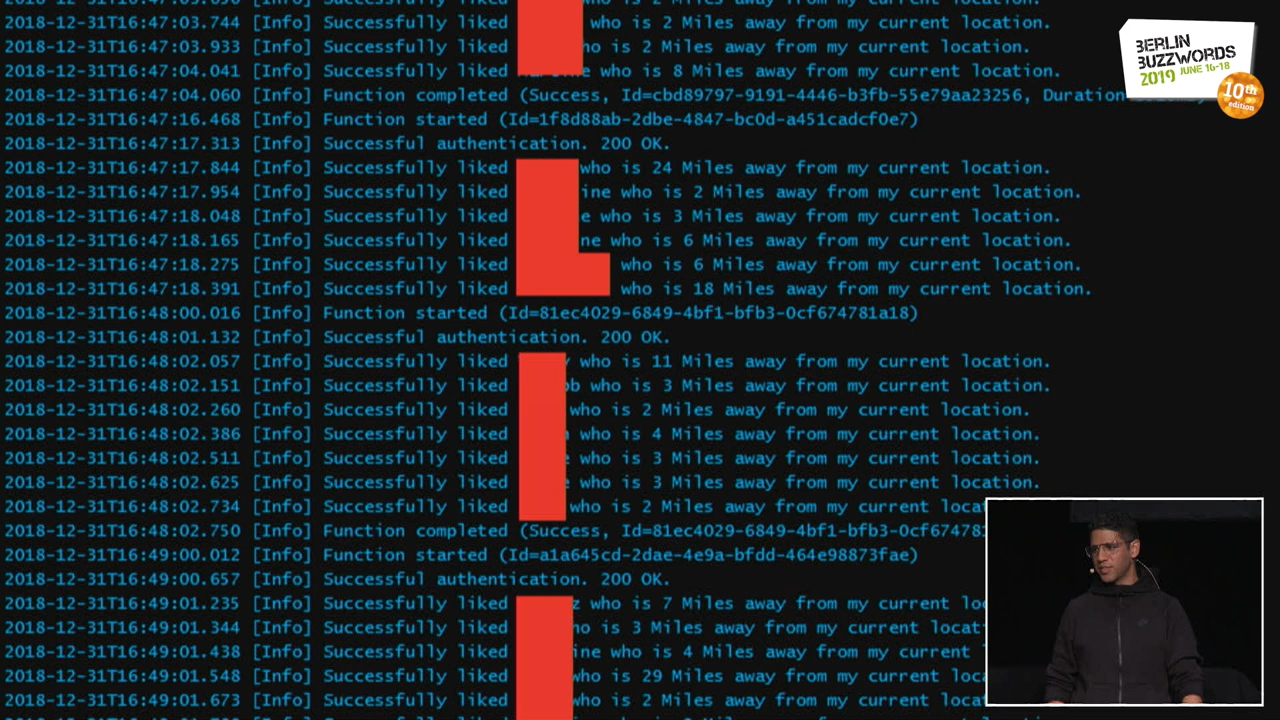 2018-12-31T16:47:03.744 [Info] Successfully liked who is 2 Miles away from my current location.
2018-12-31T16:47:03.933 [Info] Successfully liked ho is 2 Miles away from my current location.
2018-12-31T16:47:04.041 [Info] Successfully liked who is 8 Miles away from my current location.
2018-12-31T16:47:04.060 [Info] Function completed (Success, Id=cbd89797-9191-4446-b3fb-55e79aa23256, Duration
2018-12-31T16:47:16.468 [Info] Function started (Id=1f8d88ab-2dbe-4847-bc0d-a451cadcf0e7)
2018-12-31T16:47:17.313 [Info] Successful authentication. 200 OK.
2018-12-31T16:47:17.844 [Info] Successfully liked who is 24 Miles away from my current location.
2018-12-31T16:47:17.954 [Info] Successfully liked ine who is 2 Miles away from my current location.
2018-12-31T16:47:18.048 [Info] Successfully liked e who is 3 Miles away from my current location.
2018-12-31T16:47:18.165 [Info] Successfully liked ne who is 6 Miles away from my current location.
2018-12-31T16:47:18.275 [Info] Successfully liked who is 6 Miles away from my current location.
2018-12-31T16:47:18.391 [Info] Successfully liked who is 18 Miles away from my current location.
2018-12-31T16:48:00.016 [Info] Function started (Id=81ec4029-6849-4bf1-bfb3-0cf674781a18)
2018-12-31T16:48:01.132 [Info] Successful authentication. 200 OK.
2018-12-31T16:48:02.057 [Info] Successfully liked who is 11 Miles away from my current location.
2018-12-31T16:48:02.151 [Info] Successfully liked ob who is 3 Miles away from my current location.
2018-12-31T16:48:02.260 [Info] Successfully liked who is 2 Miles away from my current location.
2018-12-31T16:48:02.386 [Info] Successfully liked who is 4 Miles away from my current location.
2018-12-31T16:48:02.511 [Info] Successfully liked who is 3 Miles away from my current location.
2018-12-31T16:48:02.625 [Info] Successfully liked who is 3 Miles away from my current location.
2018-12-31T16:48:02.734 [Info] Successfully liked who is 2 Miles away from my current location.
2018-12-31T16:48:02.750 [Info] Function completed (Success, Id=81ec4029-6849-4bf1-bfb3-0cf67478
2018-12-31T16:49:00.012 [Info] Function started (Id=a1a645cd-2dae-4e9a-bfdd-464e98873fae)
2018-12-31T16:49:00.657 [Info] Successful authentication. 200 OK.
2018-12-31T16:49:01.235 [Info] Successfully liked z who is 7 Miles away from my lo
2018-12-31T16:49:01.344 [Info] Successfully liked ho is 3 Miles away from my current locat
2018-12-31T16:49:01.438 [Info] Successfully liked ine who is 4 Miles away from my current
2018-12-31T16:49:01.548 [Info] Successfully liked who is 29 Miles away from my current loca
2018-12-31T16:49:01.673 [Info] Successfully liked who is 2 Miles away from my current loca
BERLIN
BUZZWORDS
2019 JUNE 16-18
10th
edition